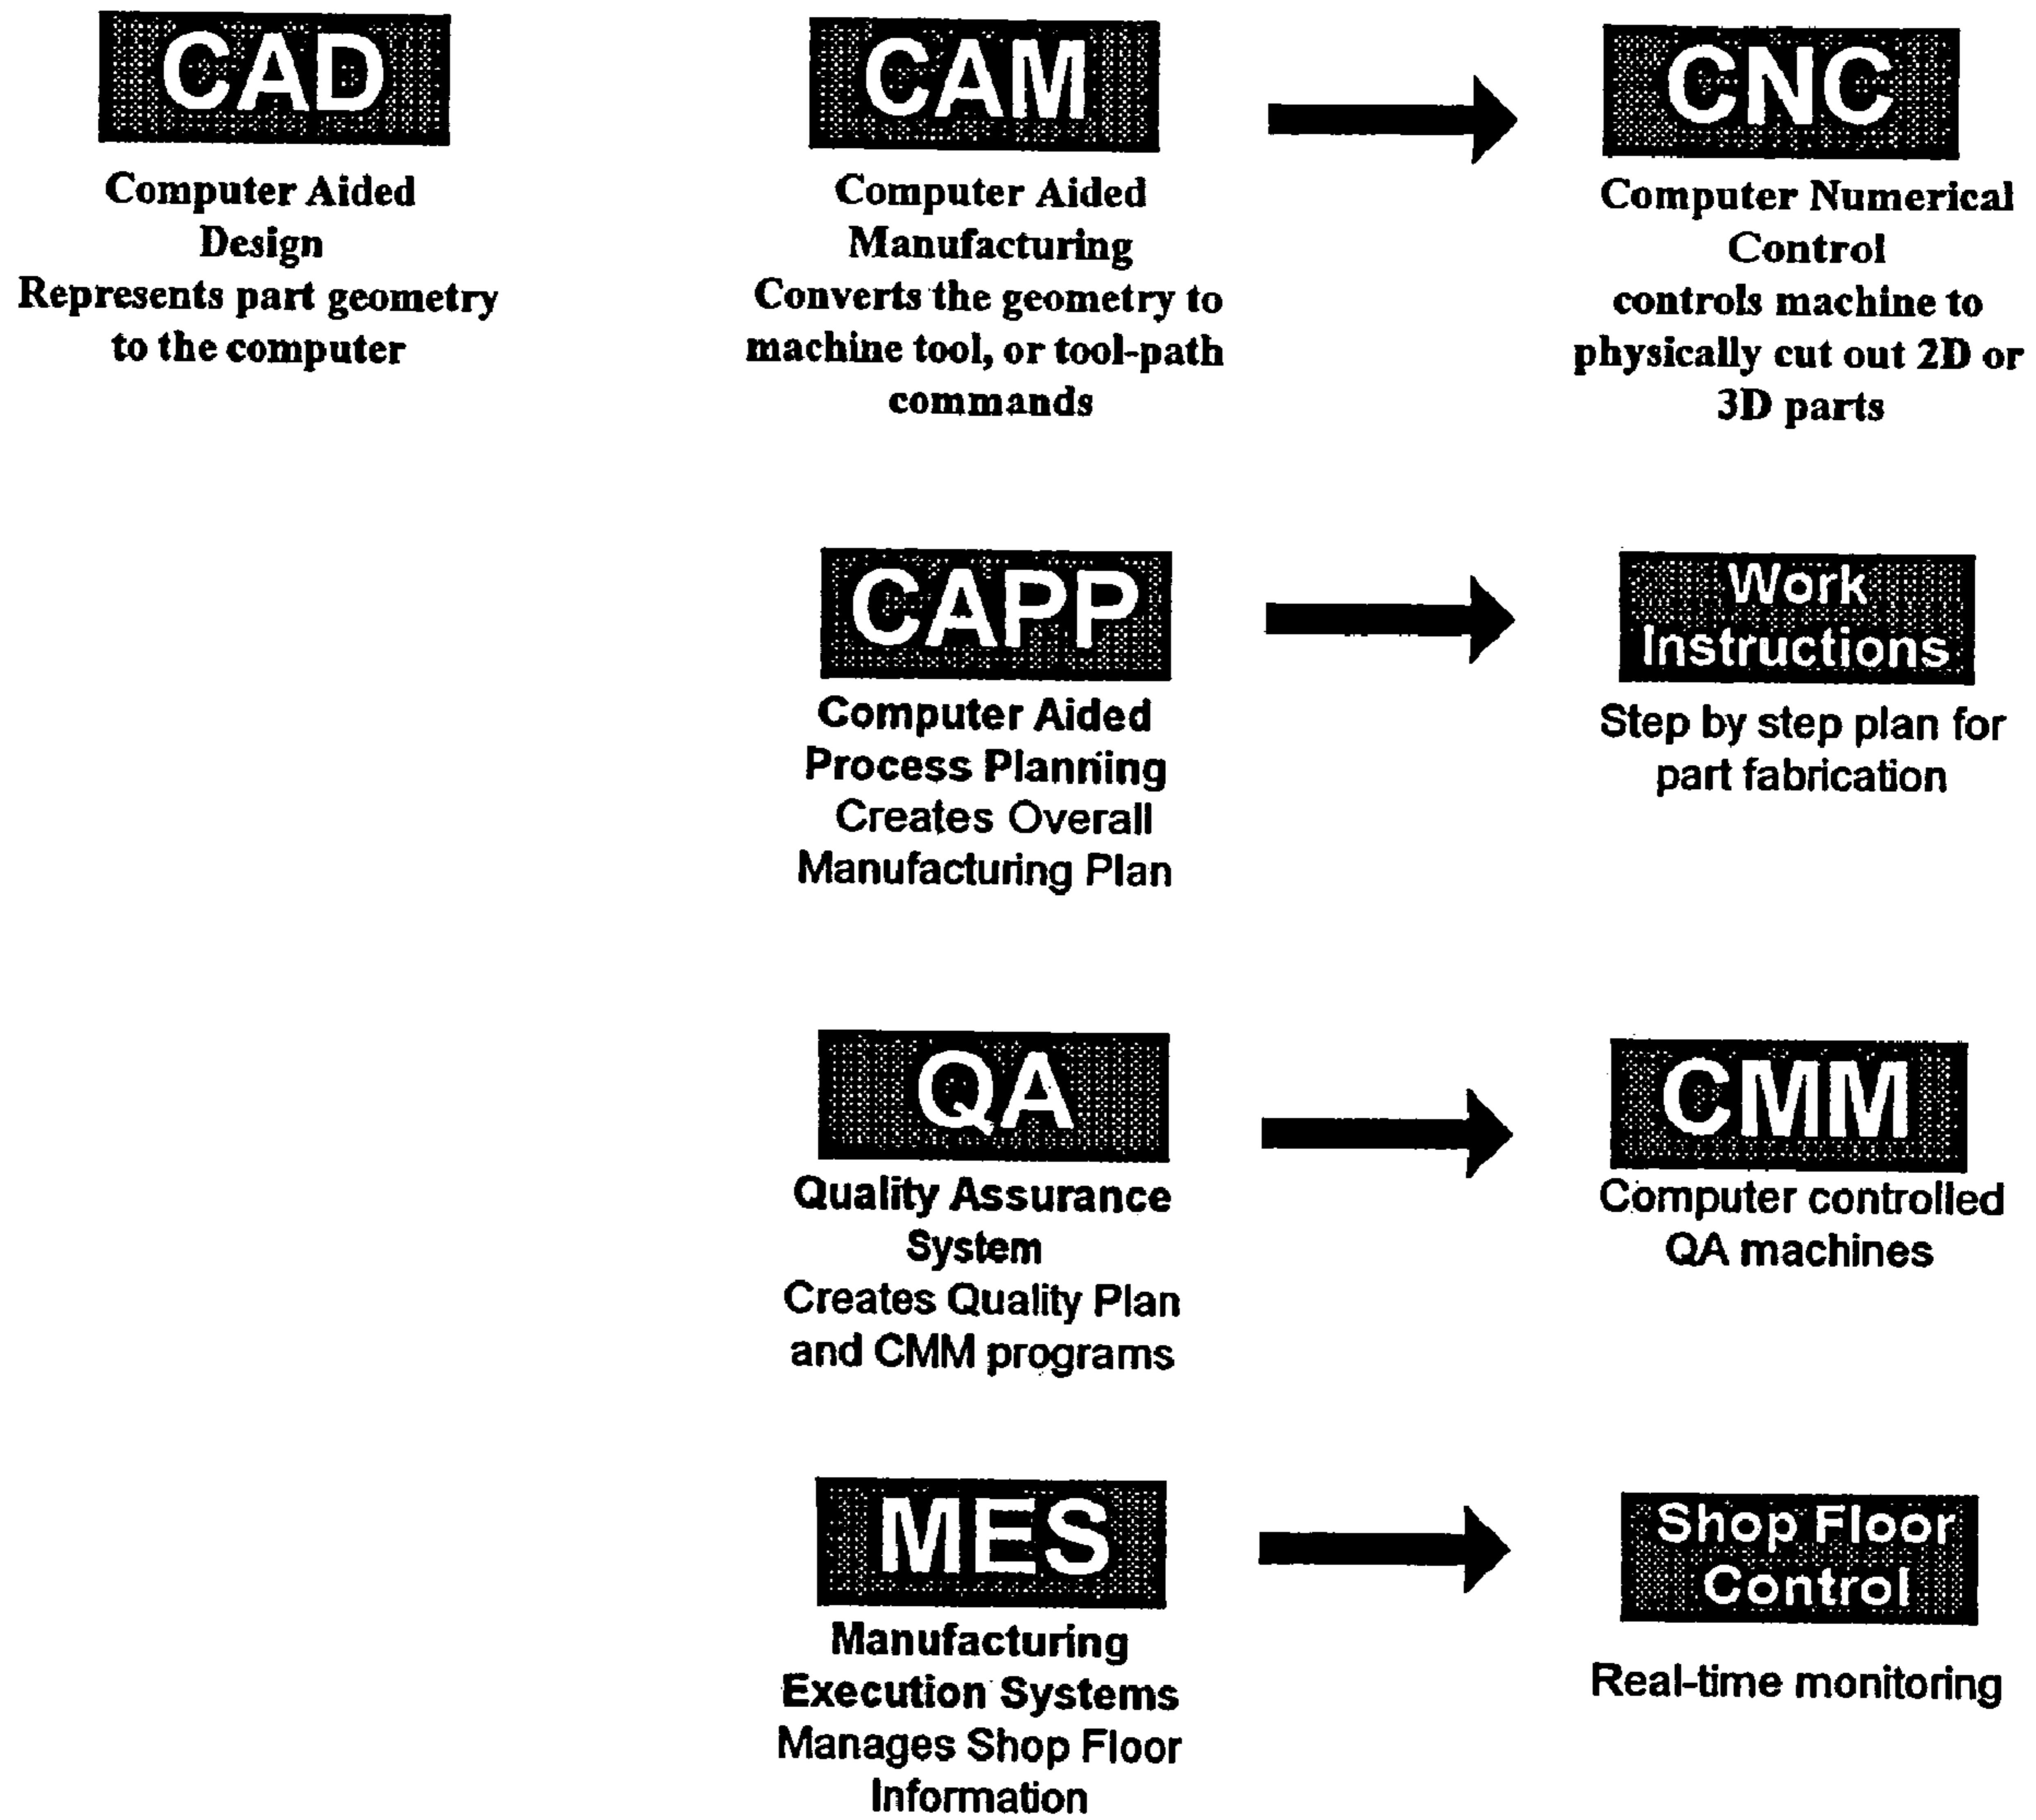 CAD
Computer Aided
Design
Represents part geometry
to the computer
CAM
Computer Aided
Manufacturing
Converts the geometry to
machine tool, or tool-path
commands
CNC
Computer Numerical
Control
controls machine to
physically cut out 2D or
3D parts
CAPP
Computer Aided
Process Planning
Creates Overall
Manufacturing Plan
Work
Instructions
Step by step plan for
part fabrication
QA
Quality Assurance
System
Creates Quality Plan
and CMM programs
CMM
Computer controlled
QA machines
MES
Manufacturing
Execution Systems
Manages Shop Floor
Information
Shop Floor
Control
Real-time monitoring